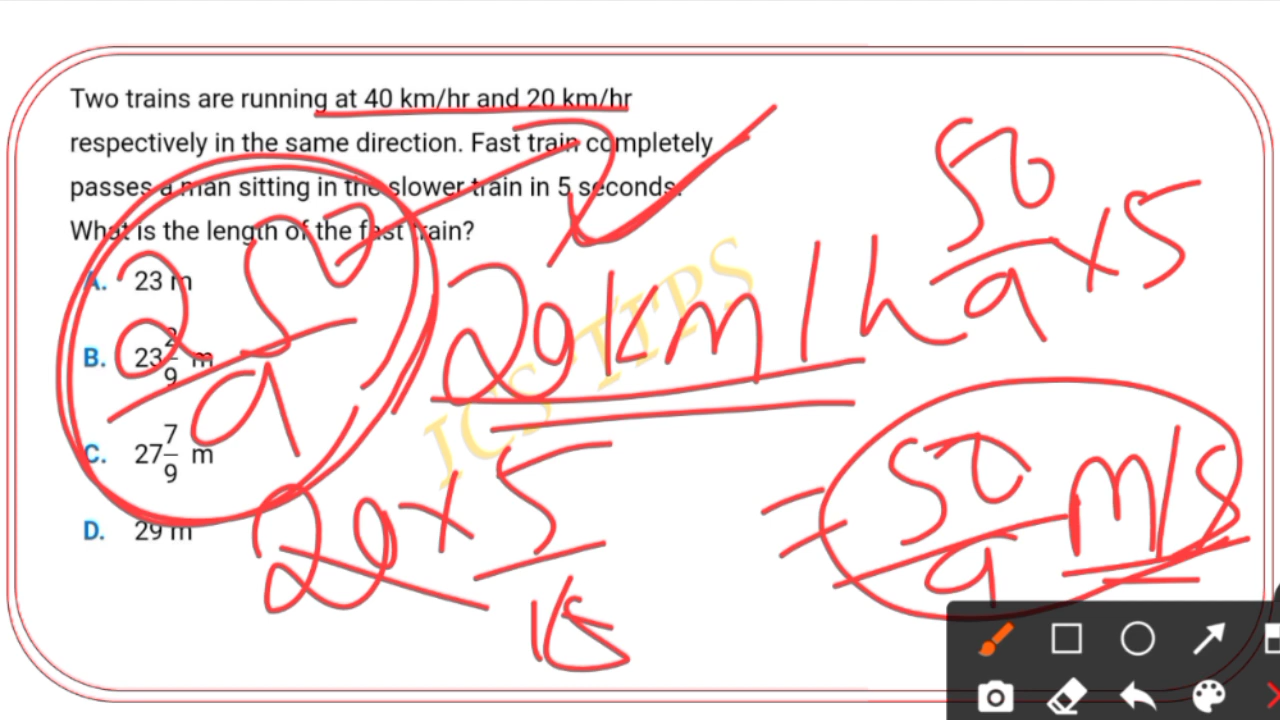 Two trains are running at 40 km/hr and 20 km/hr
respectively in the same direction. Fast train completely
passes a man sitting in the slower train in 5 seconds.
What is the length of the fast train?
A. 23 m
B. 23 2/9 m
C. 27 7/9 m
D. 29 m
JCS TIPS
50/9 × 5
20 km/h
250/9
20 × 5/18
= 50/9 m/s